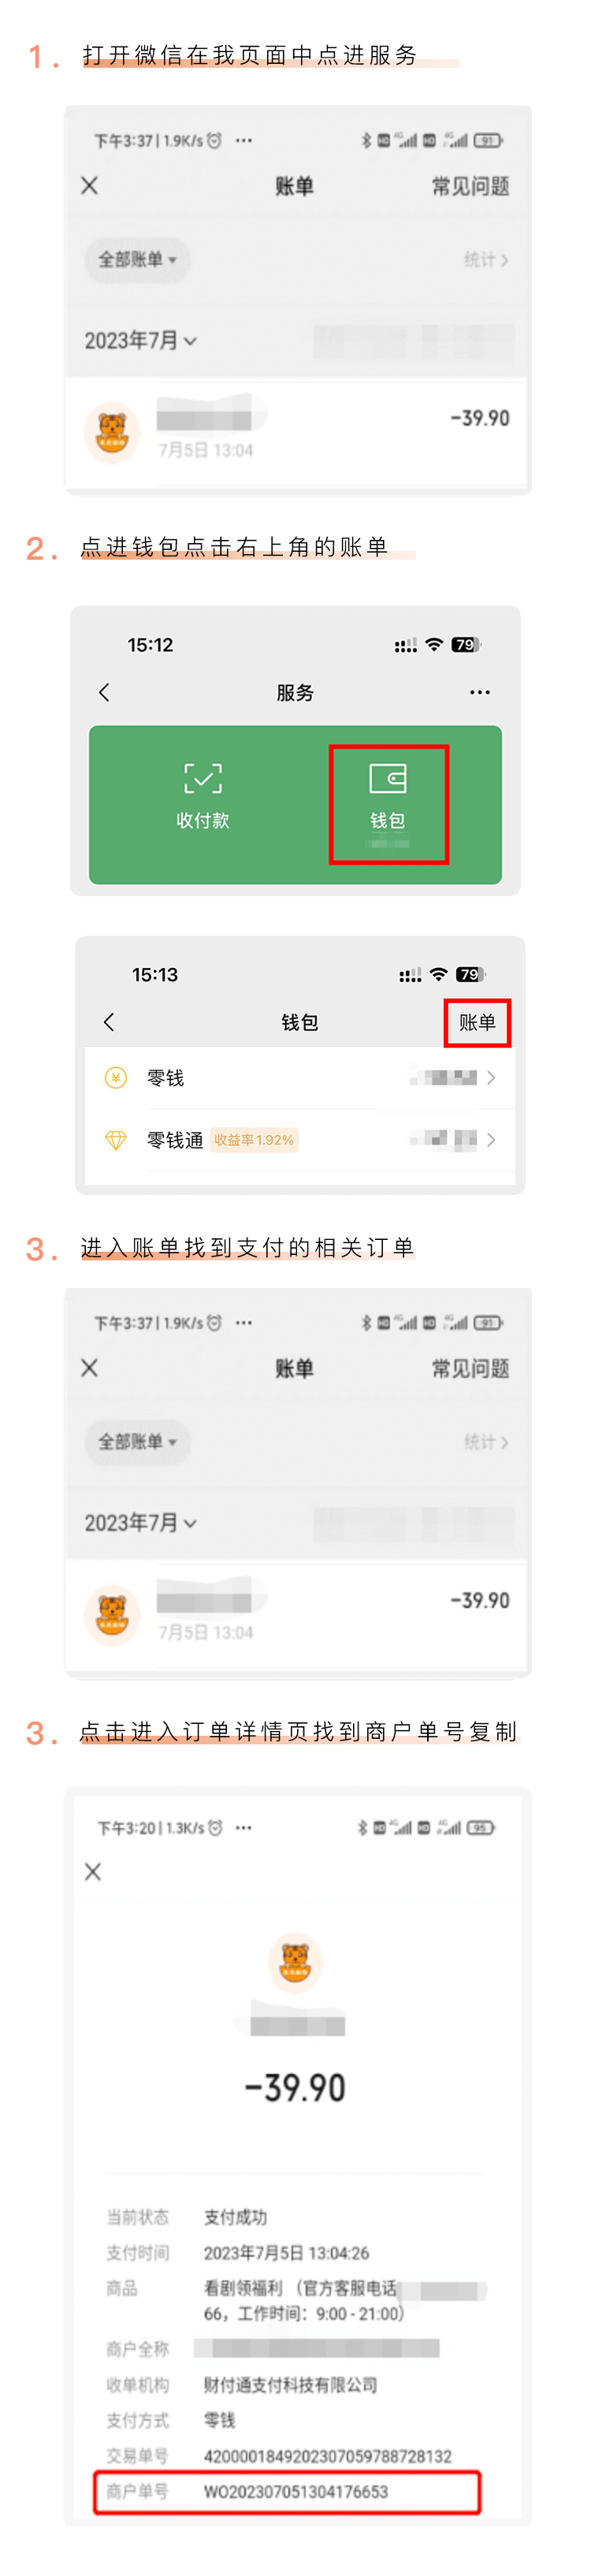 1. 打开微信在我页面中点进服务
下午3:37 | 1.9K/s ···
4G 4G 91
账单 常见问题
全部账单 统计
2023年7月
-39.90
7月5日 13:04
2. 点进钱包点击右上角的账单
15:12 79
服务 ···
收付款 钱包
15:13 79
钱包 账单
零钱
零钱通 收益率1.92%
3. 进入账单找到支付的相关订单
下午3:37 | 1.9K/s ···
4G 4G 91
账单 常见问题
全部账单 统计
2023年7月
-39.90
7月5日 13:04
3. 点击进入订单详情页找到商户单号复制
下午3:20 | 1.3K/s ···
4G 4G 95
-39.90
当前状态 支付成功
支付时间 2023年7月5日 13:04:26
商品 看剧领福利 (官方客服电话
66, 工作时间: 9:00 - 21:00)
商户全称
收单机构 财付通支付科技有限公司
支付方式 零钱
交易单号 4200001849202307059788728132
商户单号 WO202307051304176653